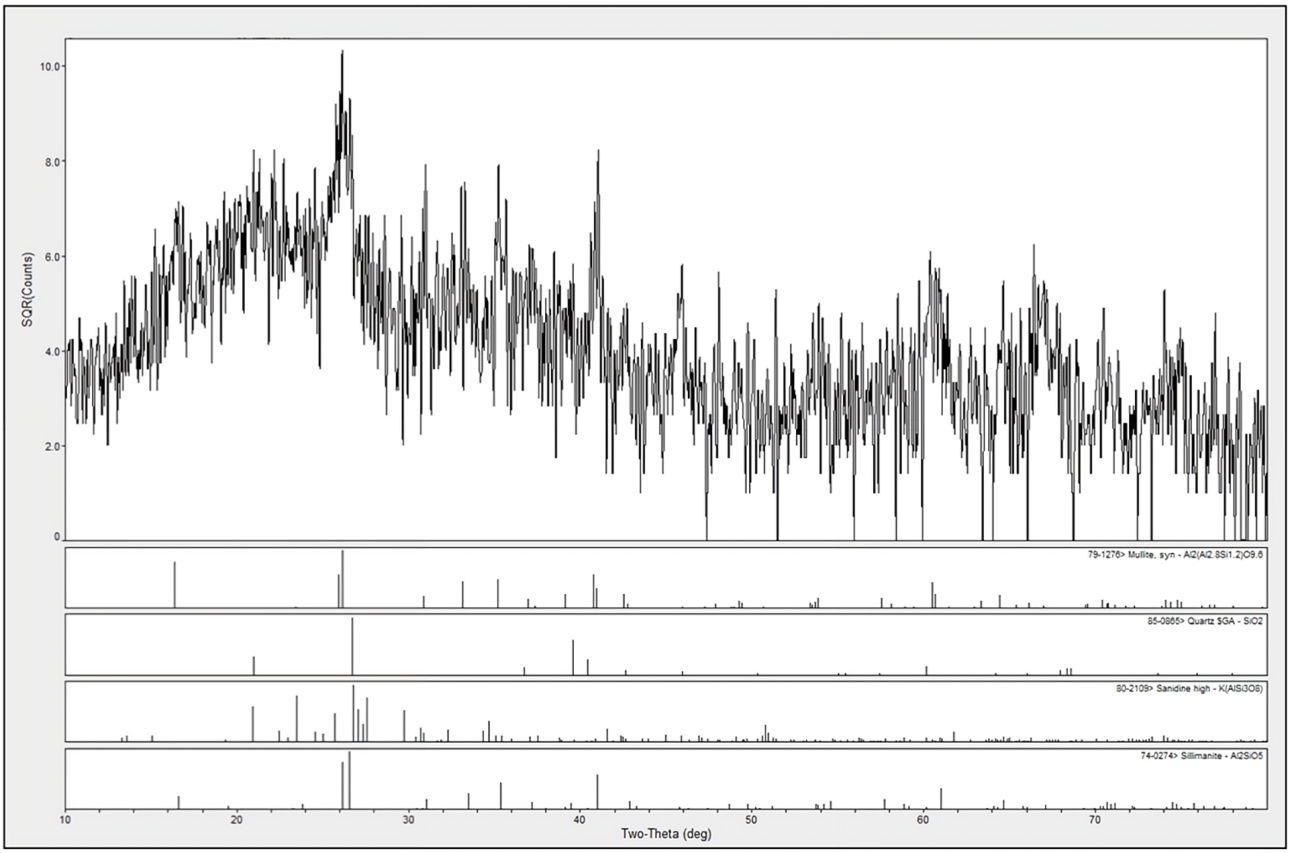 10.0
8.0
6.0
SQR(Counts)
4.0
2.0
0
79-1276> Mullite, syn - Al2(Al2.8Si1.2)O9.6
85-0865> Quartz $GA - SiO2
80-2109> Sanidine high - K(AlSi3O8)
74-0274> Sillimanite - Al2SiO5
10 20 30 40 50 60 70
Two-Theta (deg)